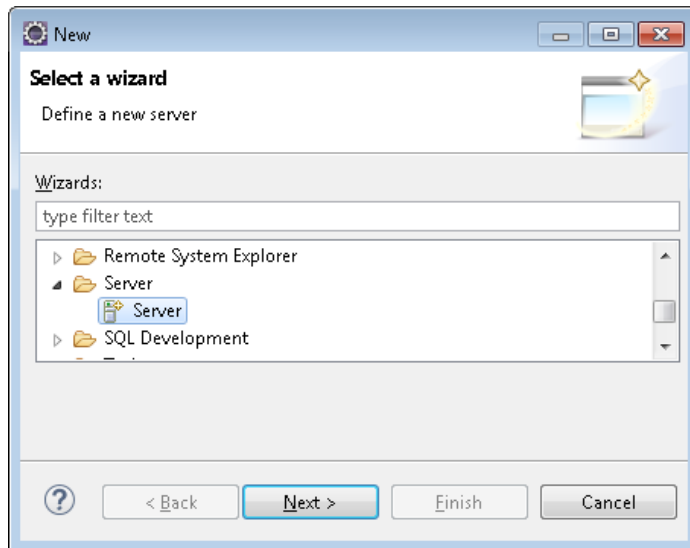 New
Select a wizard
Define a new server
Wizards:
type filter text
Remote System Explorer
Server
Server
SQL Development
? < Back Next > Finish Cancel